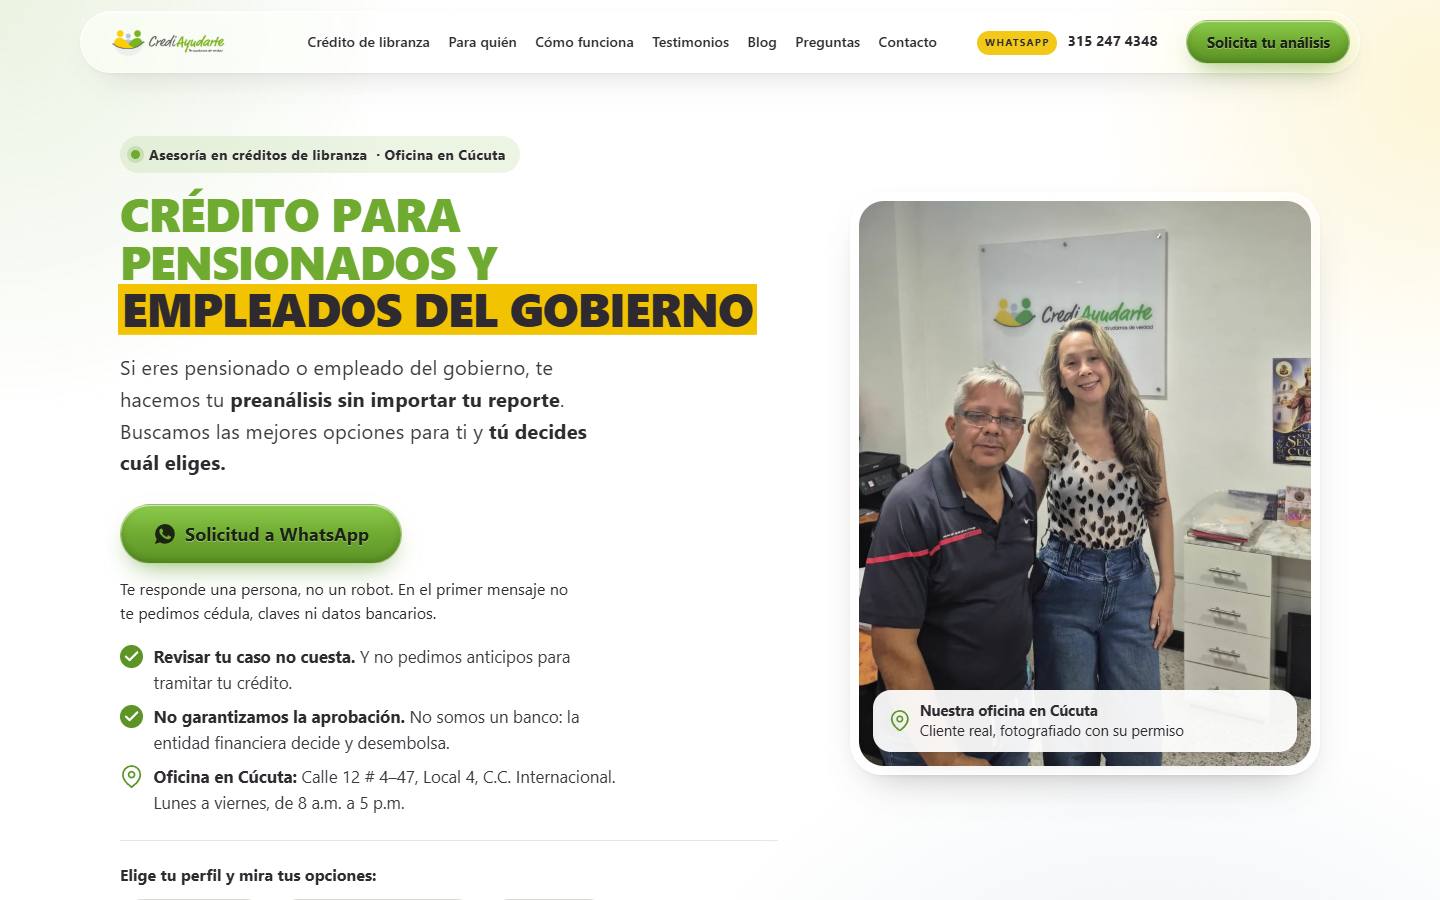 CrediAyudarte
Crédito de libranza
Para quién
Cómo funciona
Testimonios
Blog
Preguntas
Contacto
WHATSAPP
315 247 4348
Solicita tu análisis
Asesoría en créditos de libranza · Oficina en Cúcuta
CRÉDITO PARA
PENSIONADOS Y
EMPLEADOS DEL GOBIERNO
Si eres pensionado o empleado del gobierno, te
hacemos tu preanálisis sin importar tu reporte.
Buscamos las mejores opciones para ti y tú decides
cuál eliges.
Solicitud a WhatsApp
Te responde una persona, no un robot. En el primer mensaje no
te pedimos cédula, claves ni datos bancarios.
Revisar tu caso no cuesta. Y no pedimos anticipos para
tramitar tu crédito.
No garantizamos la aprobación. No somos un banco: la
entidad financiera decide y desembolsa.
Oficina en Cúcuta: Calle 12 # 4–47, Local 4, C.C. Internacional.
Lunes a viernes, de 8 a.m. a 5 p.m.
Elige tu perfil y mira tus opciones:
CrediAyudarte
Nuestra oficina en Cúcuta
Cliente real, fotografiado con su permiso